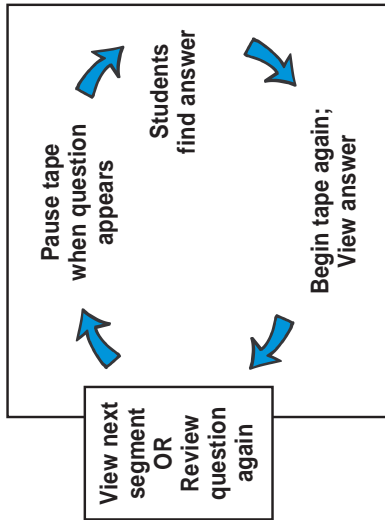 View next
segment
OR
Review
question
again
Pause tape
when question
appears
Students
find answer
Begin tape again;
View answer